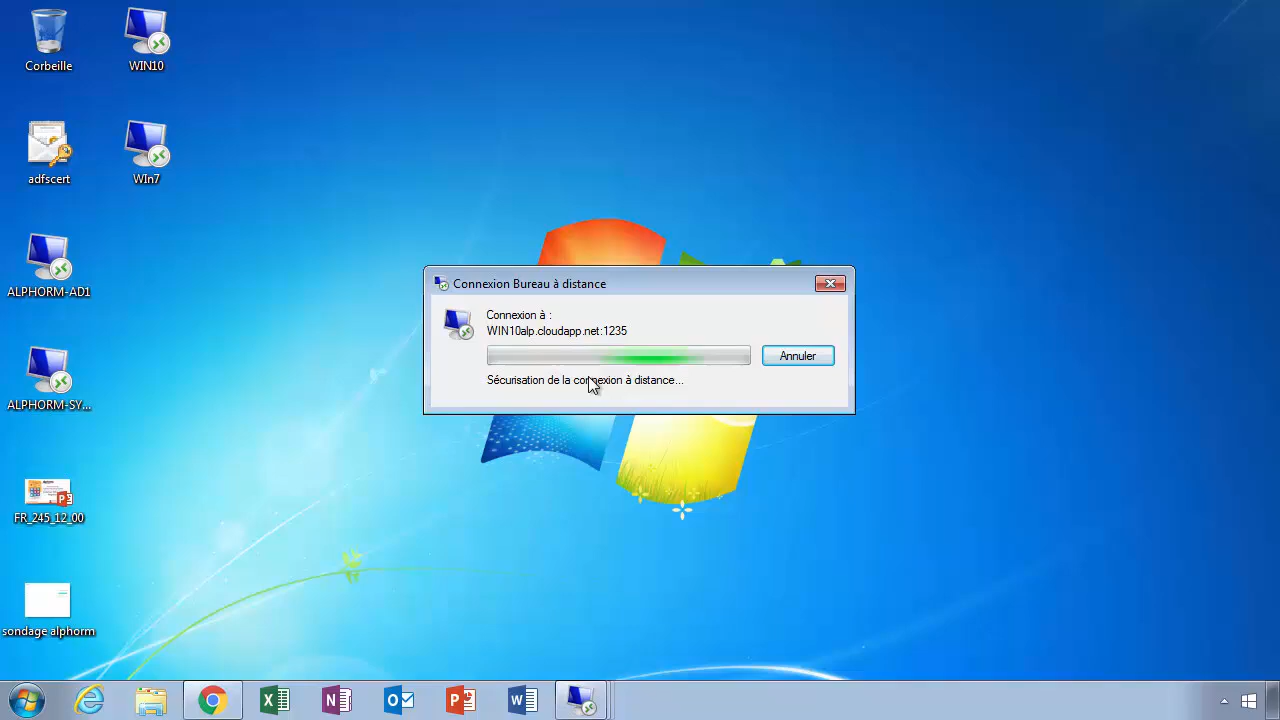 Corbeille
WIN10
adfscert
WIn7
ALPHORM-AD1
ALPHORM-SY...
FR_245_12_00
sondage alphorm
Connexion Bureau à distance
Connexion à :
WIN10alp.cloudapp.net:1235
Annuler
Sécurisation de la connexion à distance...